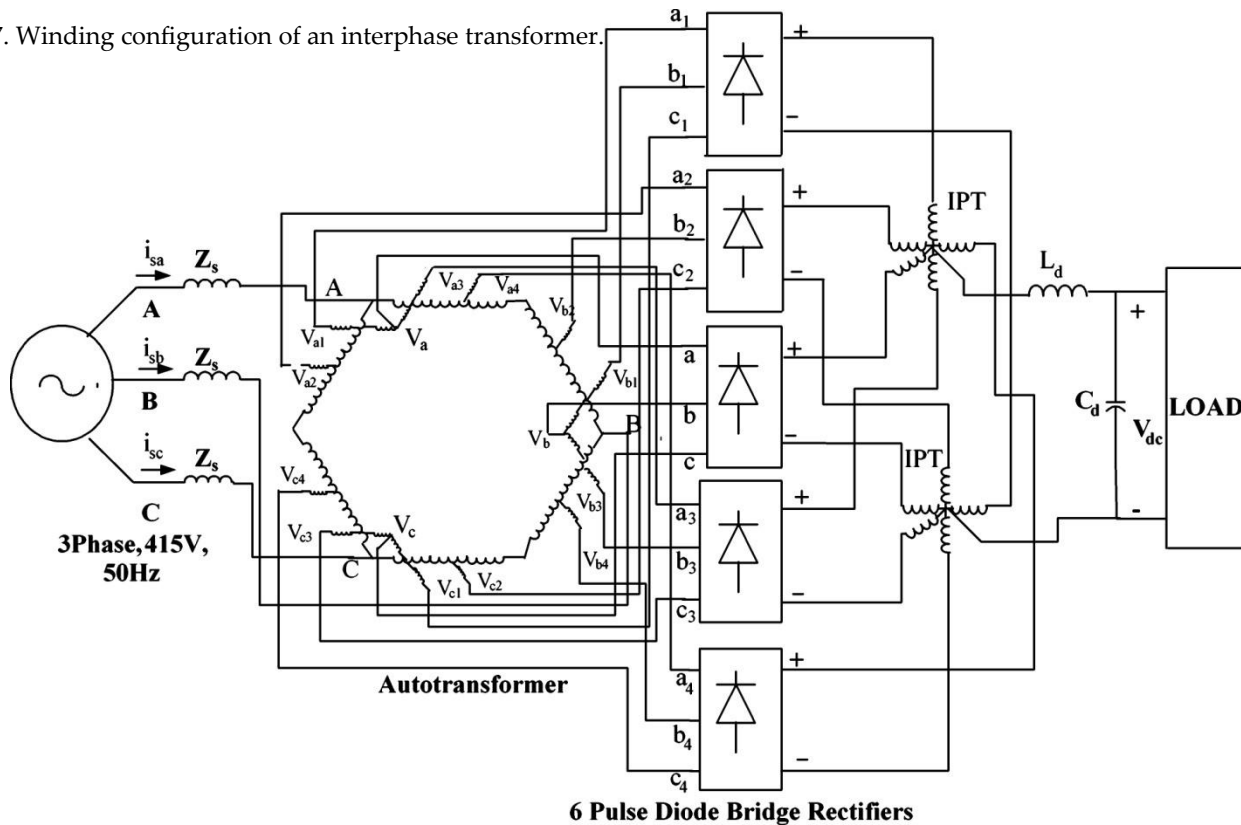 7. Winding configuration of an interphase transformer.
a1
b1
c1
+
−
a2
b2
c2
+
−
IPT
isa
Zs
A
A
Va3
Va4
Vb2
Va1
Va
Va2
isb
Zs
B
Vb1
Vb
B
a
b
c
+
−
Ld
+
Cd
Vdc
-
LOAD
IPT
isc
Zs
C
3Phase,415V,
50Hz
Vc4
Vc3
Vc
C
Vc1
Vc2
Vb3
Vb4
a3
b3
c3
+
−
Autotransformer
a4
b4
c4
+
−
6 Pulse Diode Bridge Rectifiers